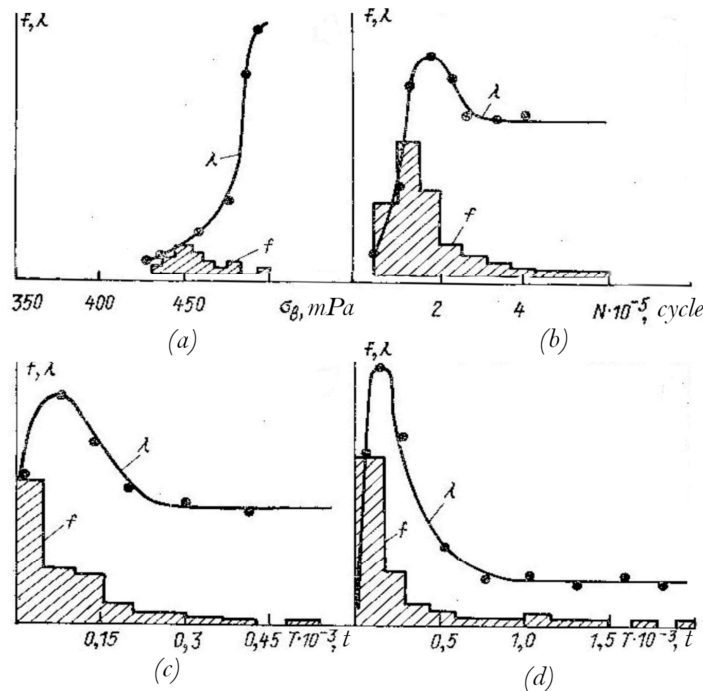 f, λ
f, λ
λ
λ
f
f
350 400 450 σв, mPa
2 4 N·10⁻⁵, cycle
(a)
(b)
f, λ
f, λ
λ
λ
f
f
0,15 0,3 0,45 T·10⁻³, t
0,5 1,0 1,5 T·10⁻³, t
(c)
(d)